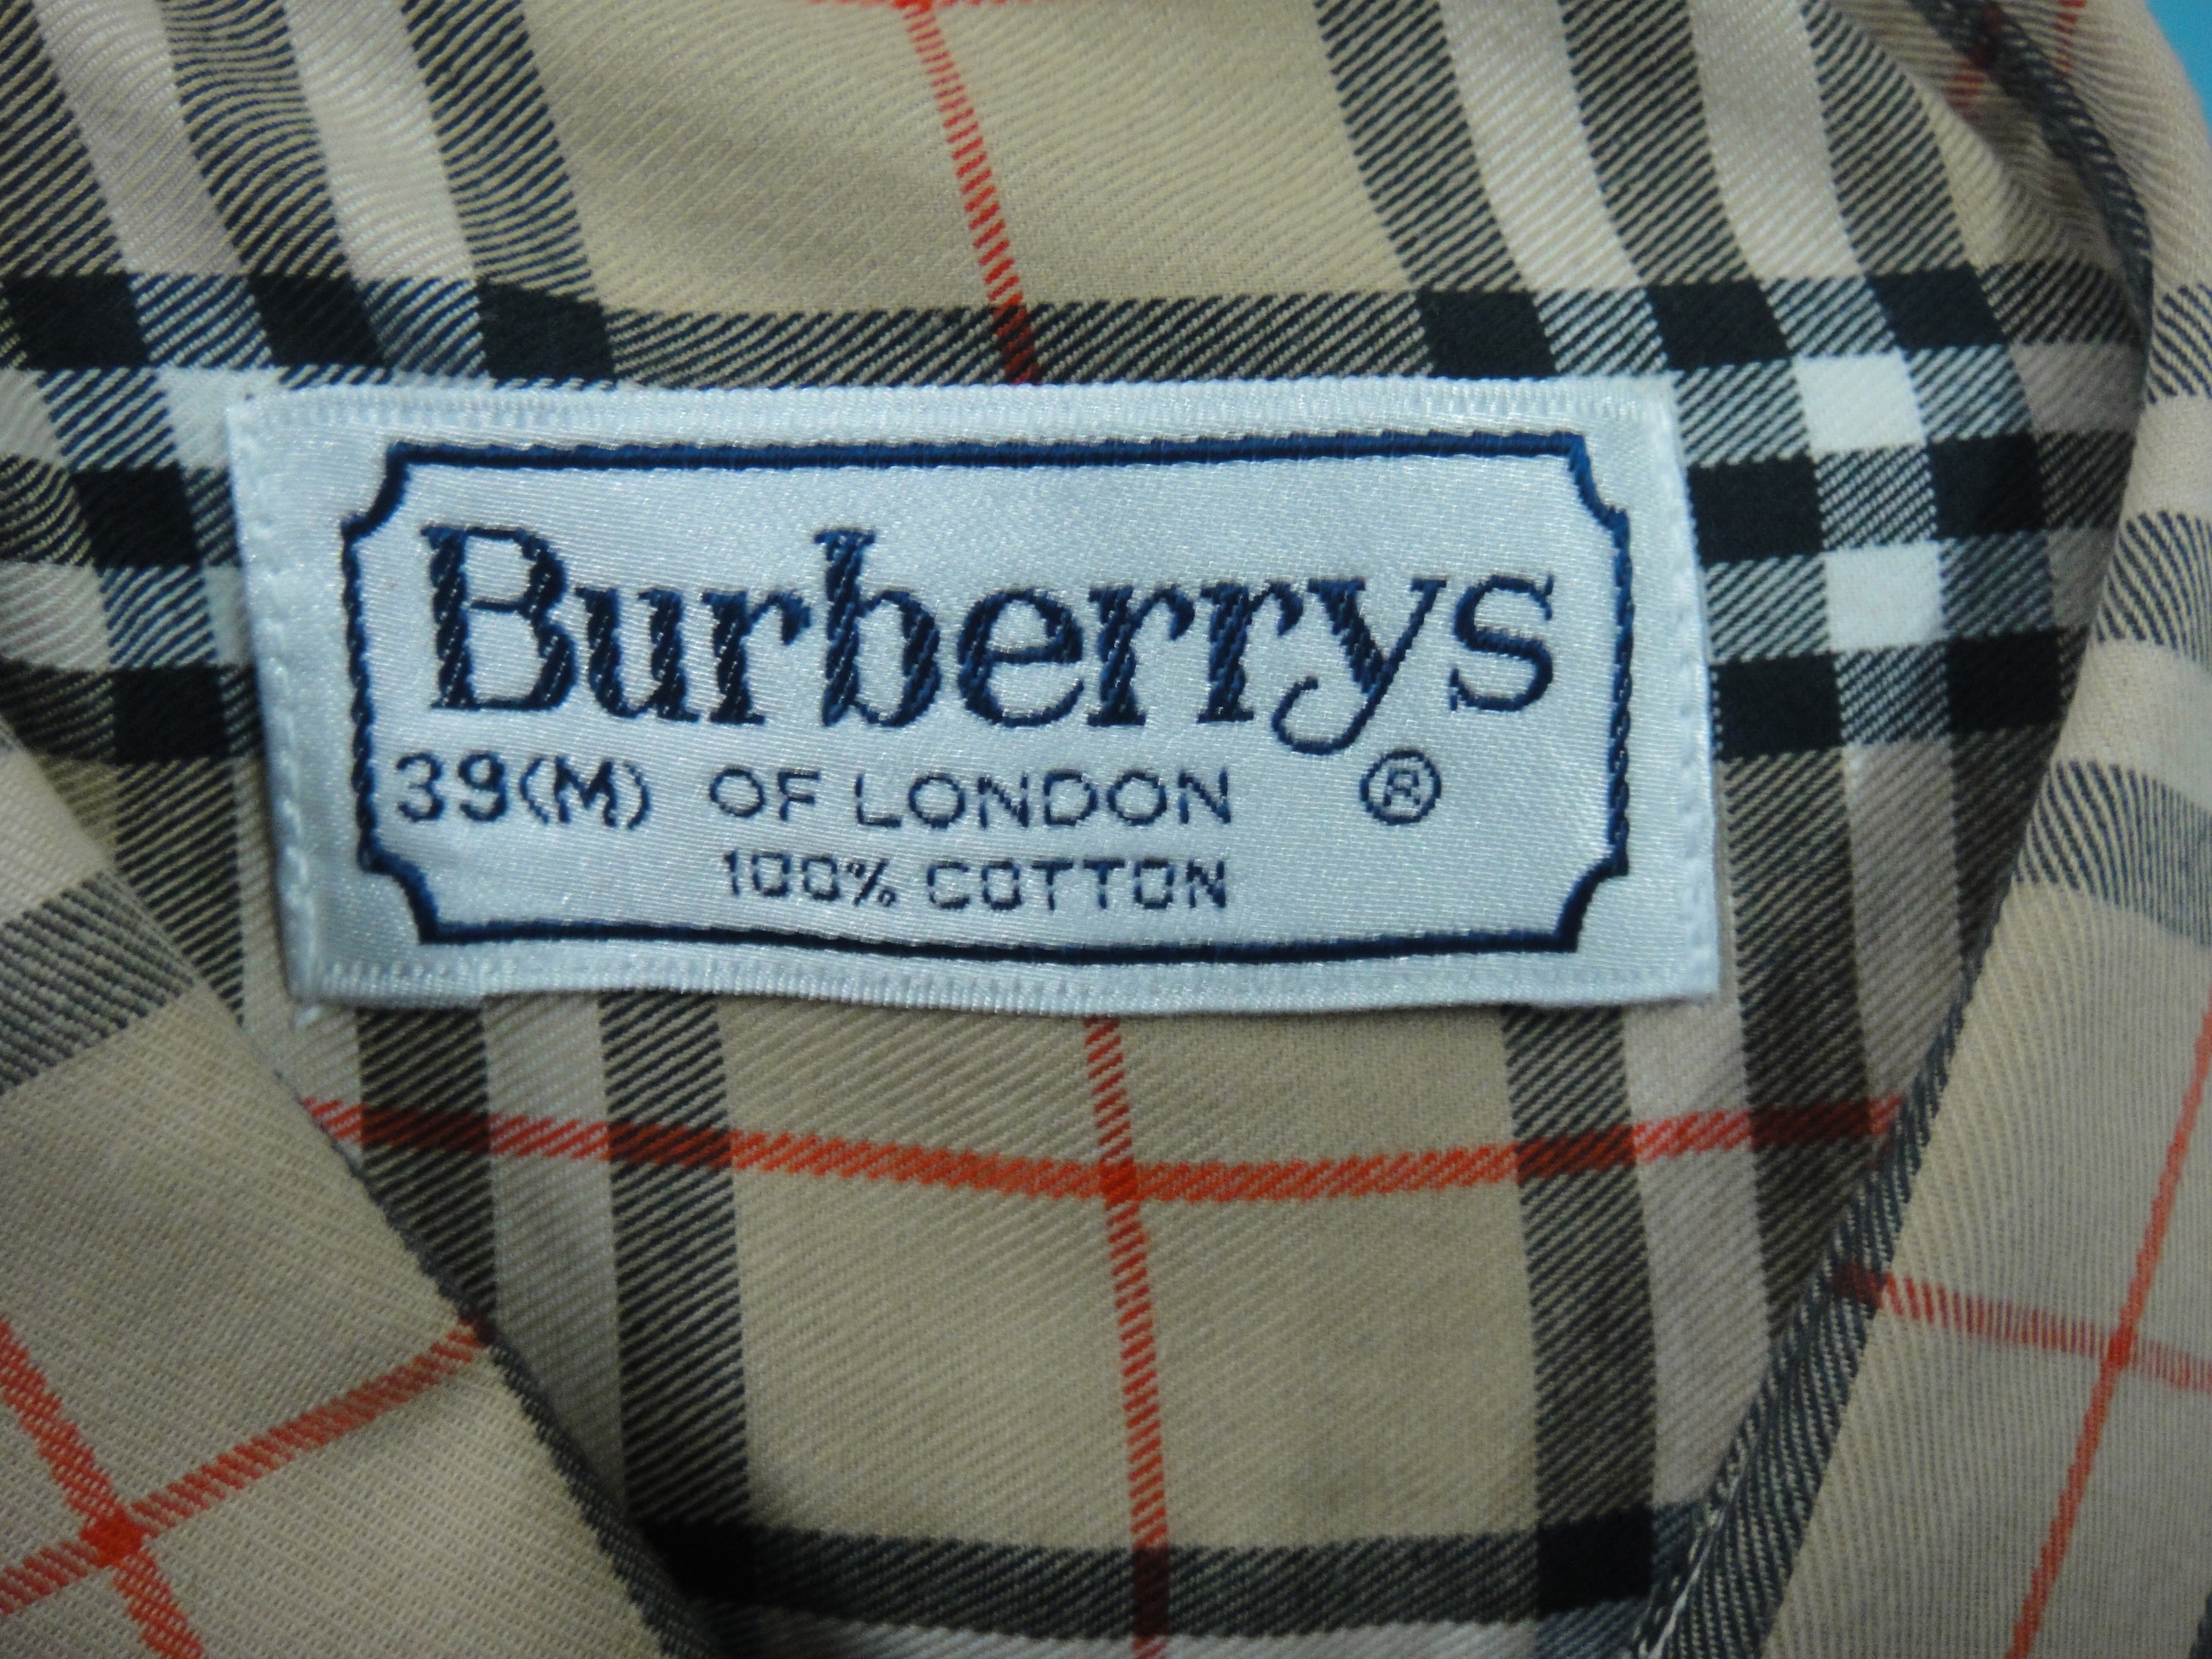 Burberrys
39(M) OF LONDON ®
100% COTTON